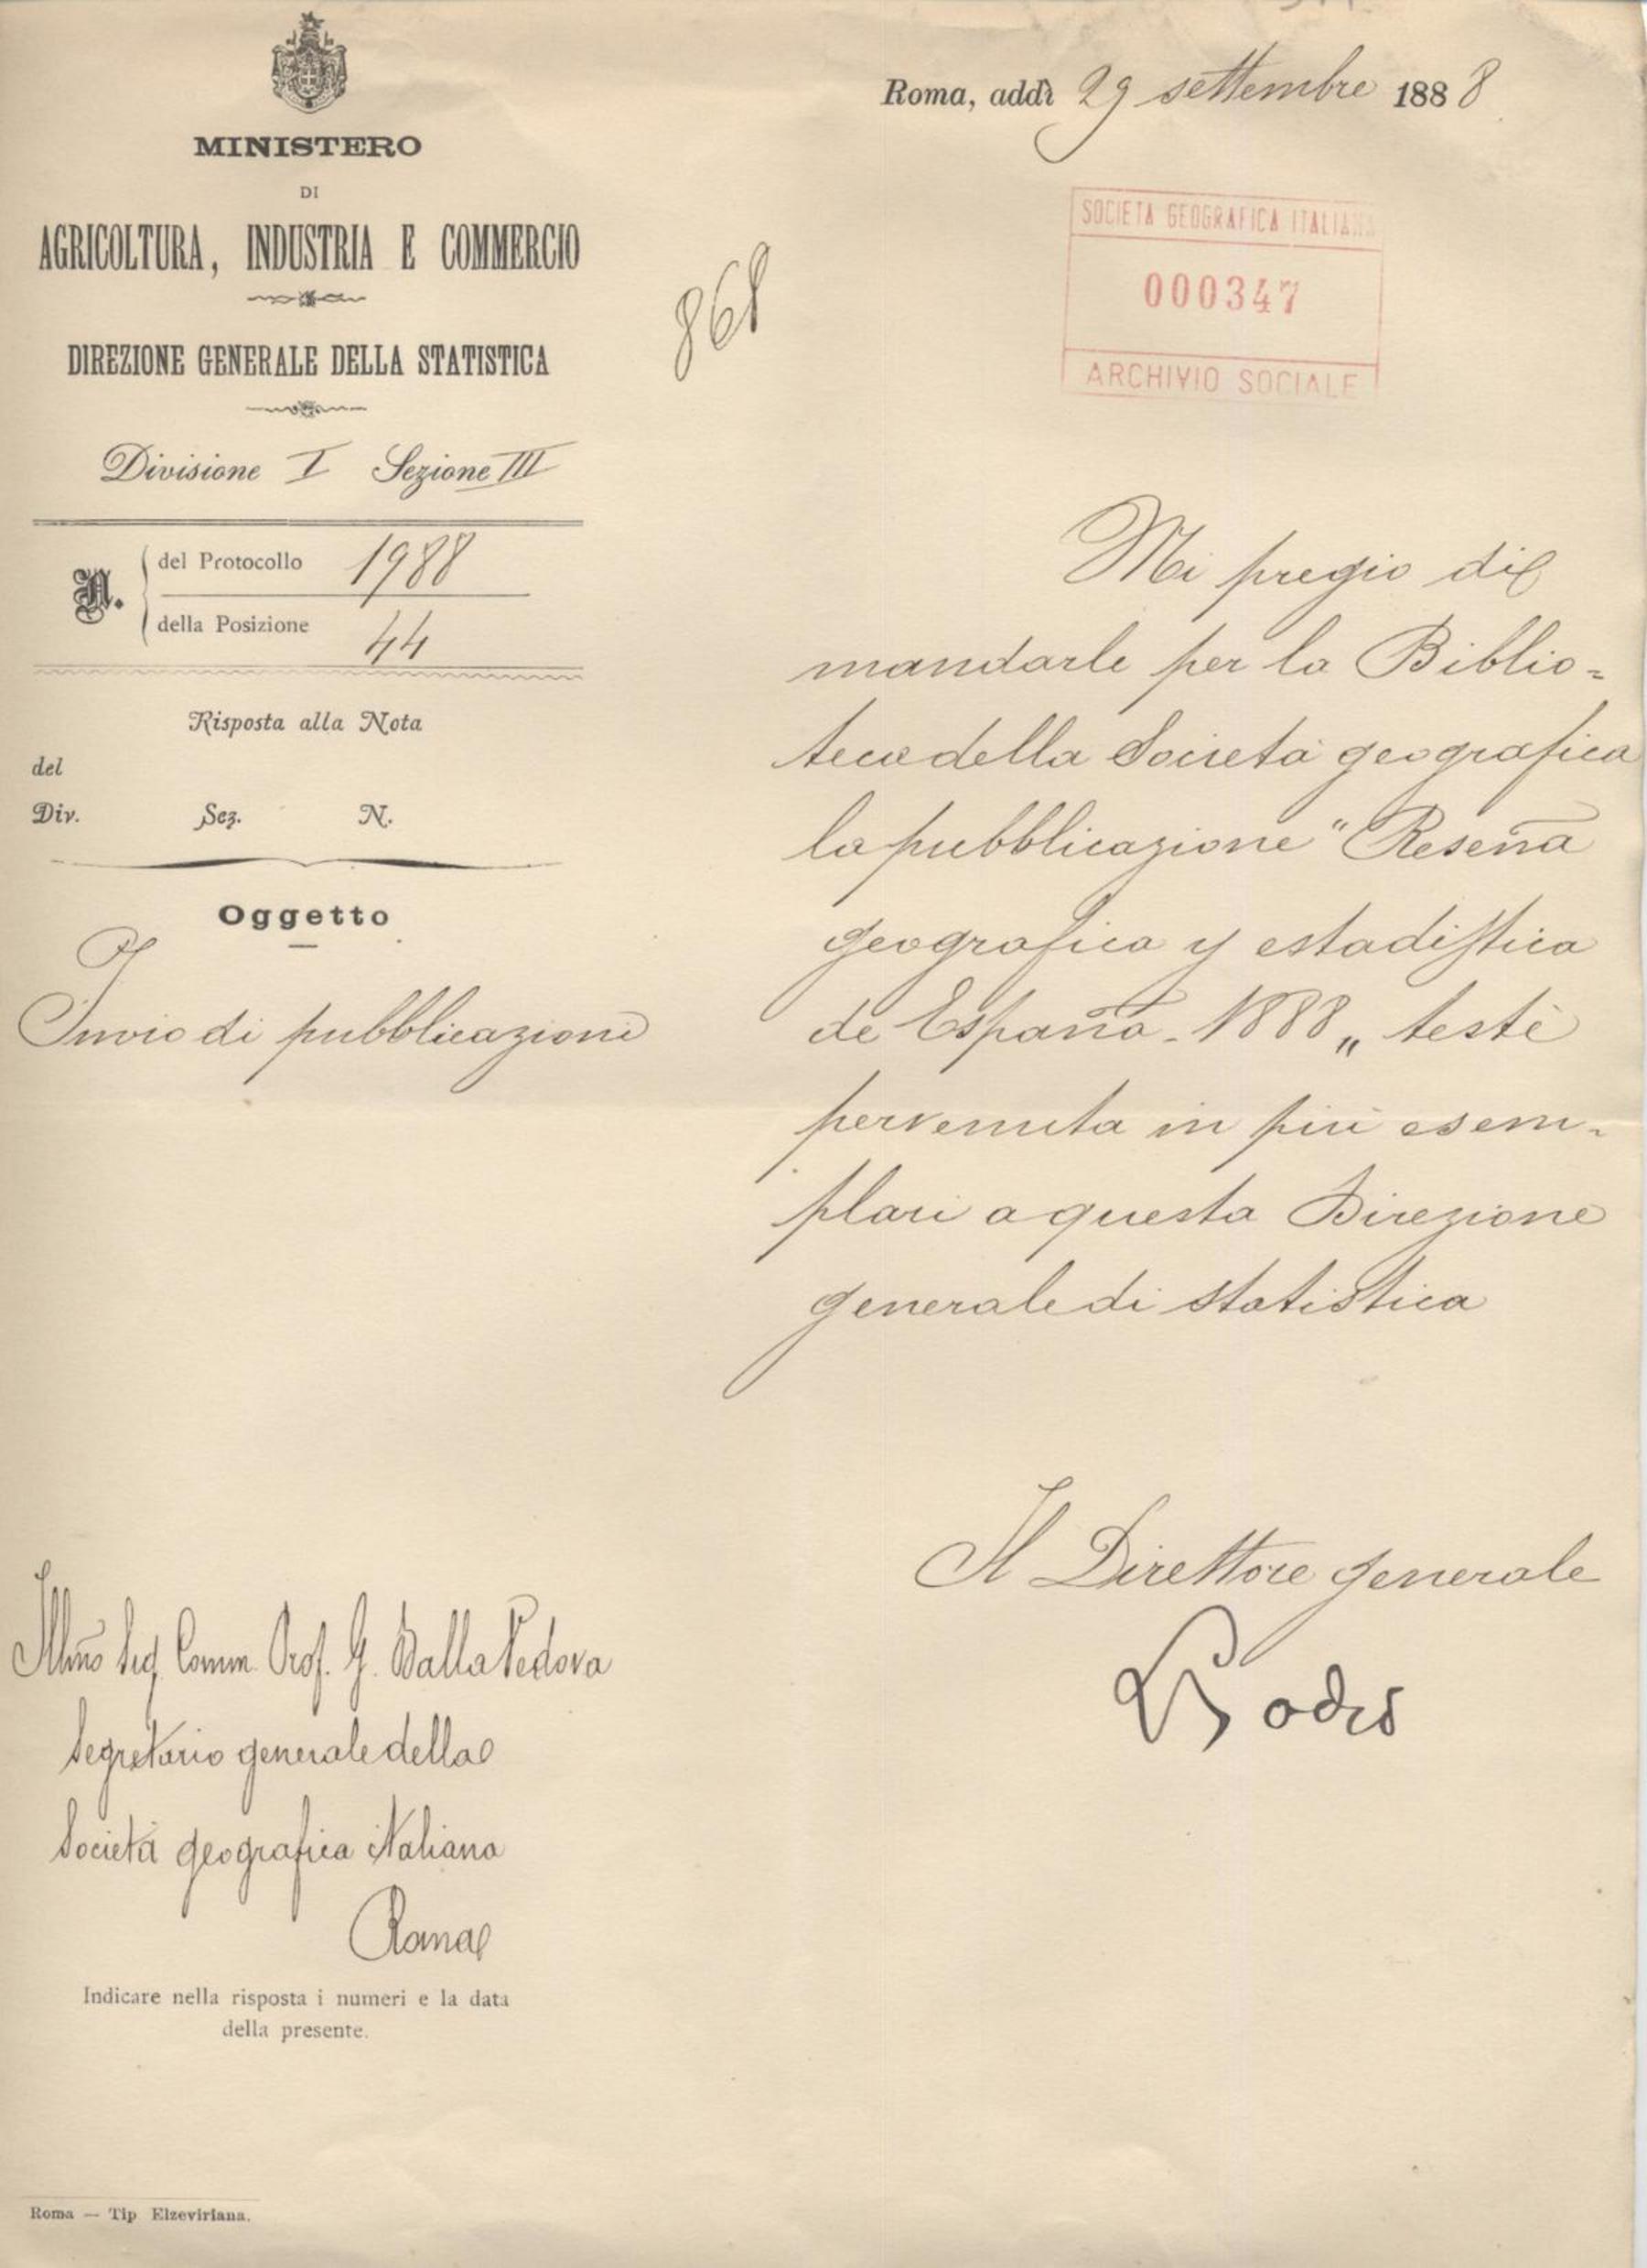 MINISTERO
DI
AGRICOLTURA, INDUSTRIA E COMMERCIO
DIREZIONE GENERALE DELLA STATISTICA
Divisione I Sezione III
N.
del Protocollo 1988
della Posizione 44
Risposta alla Nota
del
Div. Sez. N.
Oggetto
Invio di pubblicazioni
868
Roma, addì 29 settembre 1888
SOCIETA GEOGRAFICA ITALIANA
000347
ARCHIVIO SOCIALE
Mi pregio di
mandarle per la Biblio=
teca della Società geografica
la pubblicazione "Reseña
geografica y estadistica
de España - 1888„ testè
pervenuta in più esem-
plari a questa Direzione
generale di statistica
Il Direttore generale
LBodio
Illmo Sig. Comm. Prof. G. Dalla Vedova
Segretario generale della
Società geografica italiana
Roma
Indicare nella risposta i numeri e la data
della presente.
Roma — Tip Elzeviriana.